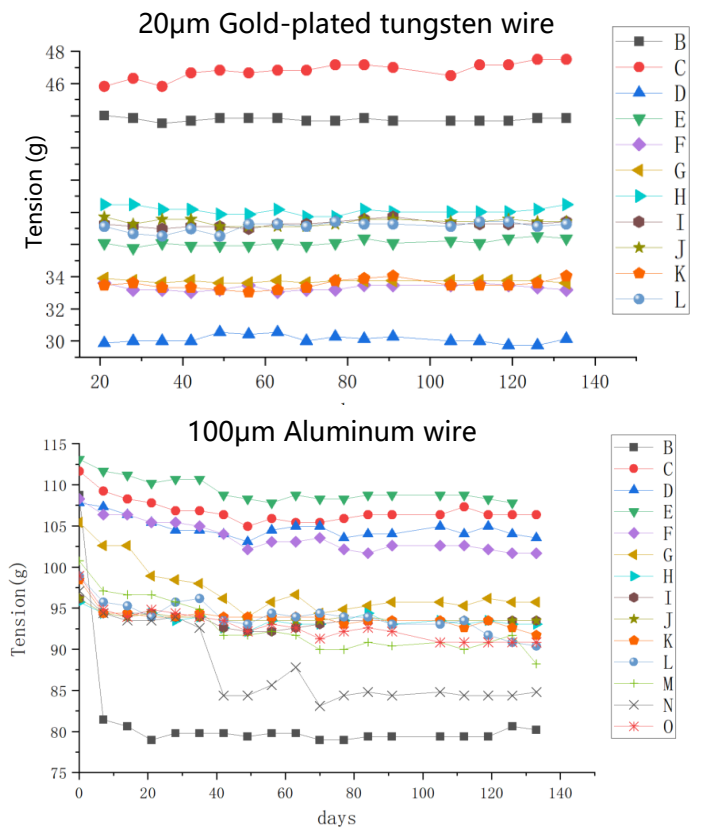 20μm Gold-plated tungsten wire
48
46
34
32
30
Tension (g)
20
40
60
80
100
120
140
B
C
D
E
F
G
H
I
J
K
L
100μm Aluminum wire
115
110
105
100
95
90
85
80
75
Tension(g)
0
20
40
60
80
100
120
140
days
B
C
D
E
F
G
H
I
J
K
L
M
N
O